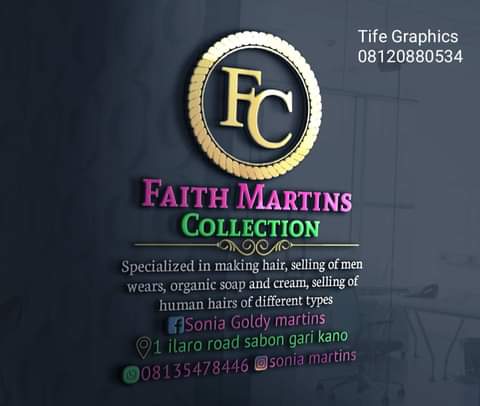 Tife Graphics
08120880534
FC
FAITH MARTINS
COLLECTION
Specialized in making hair, selling of men
wears, organic soap and cream, selling of
human hairs of different types
Sonia Goldy martins
1 ilaro road sabon gari kano
08135478446 sonia martins